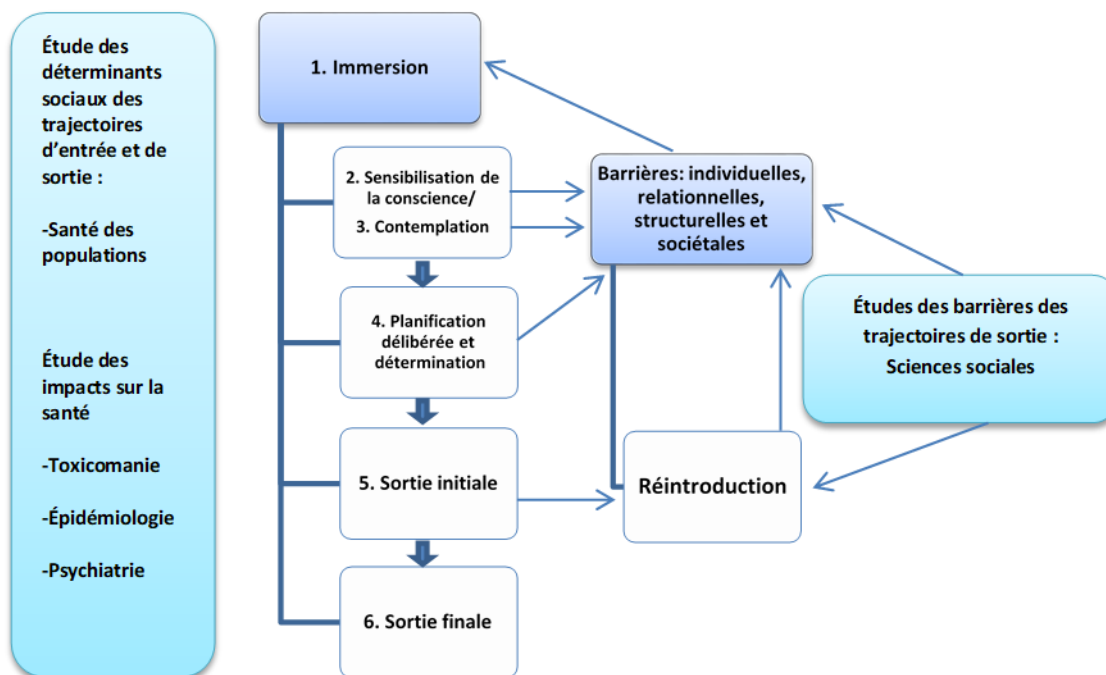 Étude des
déterminants
sociaux des
trajectoires
d’entrée et de
sortie :
-Santé des
populations
Étude des
impacts sur la
santé
-Toxicomanie
-Épidémiologie
-Psychiatrie
1. Immersion
2. Sensibilisation de
la conscience/
3. Contemplation
4. Planification
délibérée et
détermination
5. Sortie initiale
6. Sortie finale
Barrières: individuelles,
relationnelles,
structurelles et
sociétales
Réintroduction
Études des barrières des
trajectoires de sortie :
Sciences sociales